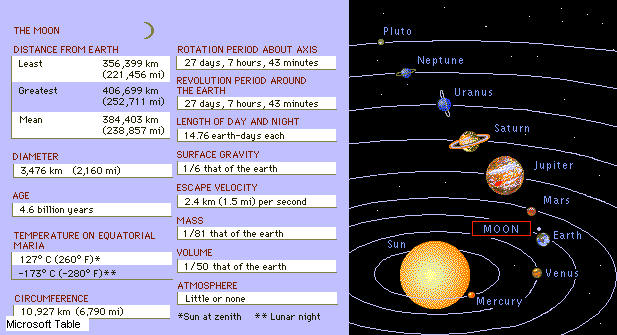 THE MOON
DISTANCE FROM EARTH
Least 356,399 km
(221,456 mi)
Greatest 406,699 km
(252,711 mi)
Mean 384,403 km
(238,857 mi)
DIAMETER
3,476 km (2,160 mi)
AGE
4.6 billion years
TEMPERATURE ON EQUATORIAL
MARIA
127° C (260° F)*
-173° C (-280° F)**
CIRCUMFERENCE
10,927 km (6,790 mi)
Microsoft Table
ROTATION PERIOD ABOUT AXIS
27 days, 7 hours, 43 minutes
REVOLUTION PERIOD AROUND
THE EARTH
27 days, 7 hours, 43 minutes
LENGTH OF DAY AND NIGHT
14.76 earth-days each
SURFACE GRAVITY
1/6 that of the earth
ESCAPE VELOCITY
2.4 km (1.5 mi) per second
MASS
1/81 that of the earth
VOLUME
1/50 that of the earth
ATMOSPHERE
Little or none
*Sun at zenith ** Lunar night
Pluto
Neptune
Uranus
Saturn
Jupiter
Mars
MOON
Earth
Sun
Venus
Mercury